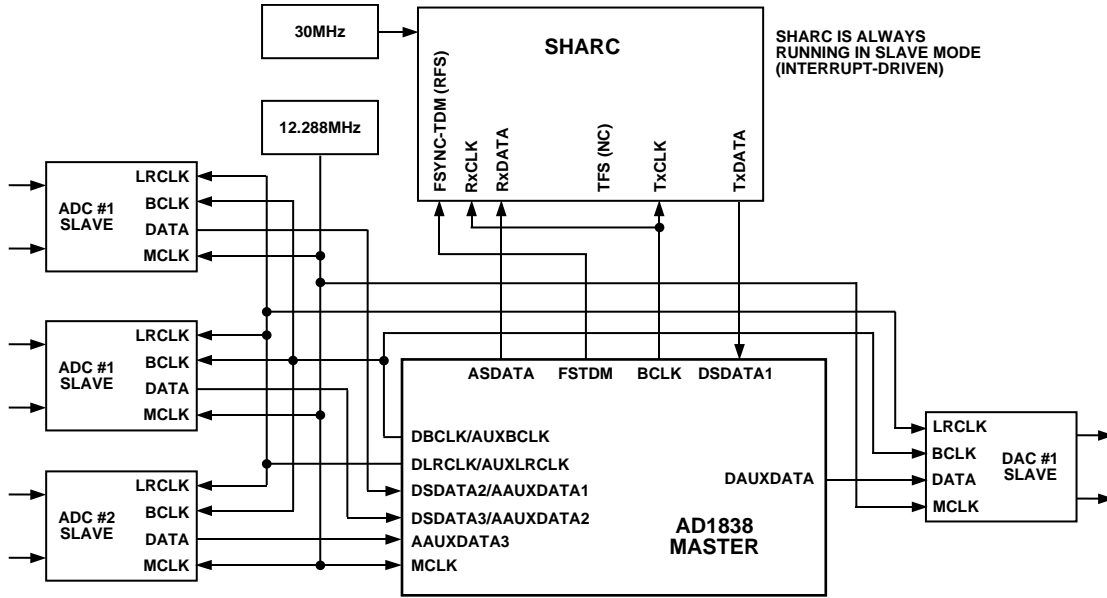 30MHz
SHARC
SHARC IS ALWAYS
RUNNING IN SLAVE MODE
(INTERRUPT-DRIVEN)
12.288MHz
FSYNC-TDM (RFS)
RxCLK
RxDATA
TFS (NC)
TxCLK
TxDATA
ADC #1
SLAVE
LRCLK
BCLK
DATA
MCLK
ADC #1
SLAVE
LRCLK
BCLK
DATA
MCLK
ADC #2
SLAVE
LRCLK
BCLK
DATA
MCLK
ASDATA FSTDM BCLK DSDATA1
DBCLK/AUXBCLK
DLRCLK/AUXLRCLK
DSDATA2/AAUXDATA1
DSDATA3/AAUXDATA2
AAUXDATA3
MCLK
DAUXDATA
AD1838
MASTER
LRCLK
BCLK
DATA
MCLK
DAC #1
SLAVE